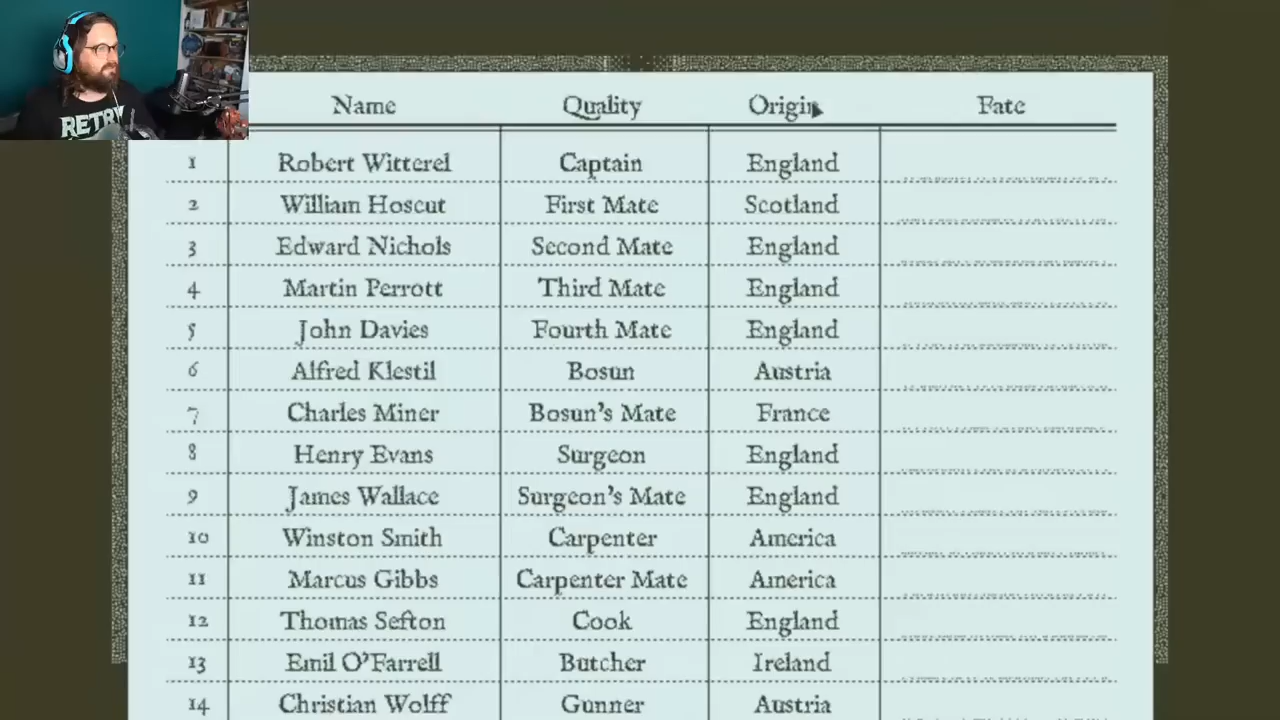 RETRY
Name Quality Origin Fate
1 Robert Witterel Captain England
2 William Hoscut First Mate Scotland
3 Edward Nichols Second Mate England
4 Martin Perrott Third Mate England
5 John Davies Fourth Mate England
6 Alfred Klestil Bosun Austria
7 Charles Miner Bosun's Mate France
8 Henry Evans Surgeon England
9 James Wallace Surgeon's Mate England
10 Winston Smith Carpenter America
11 Marcus Gibbs Carpenter Mate America
12 Thomas Sefton Cook England
13 Emil O'Farrell Butcher Ireland
14 Christian Wolff Gunner Austria